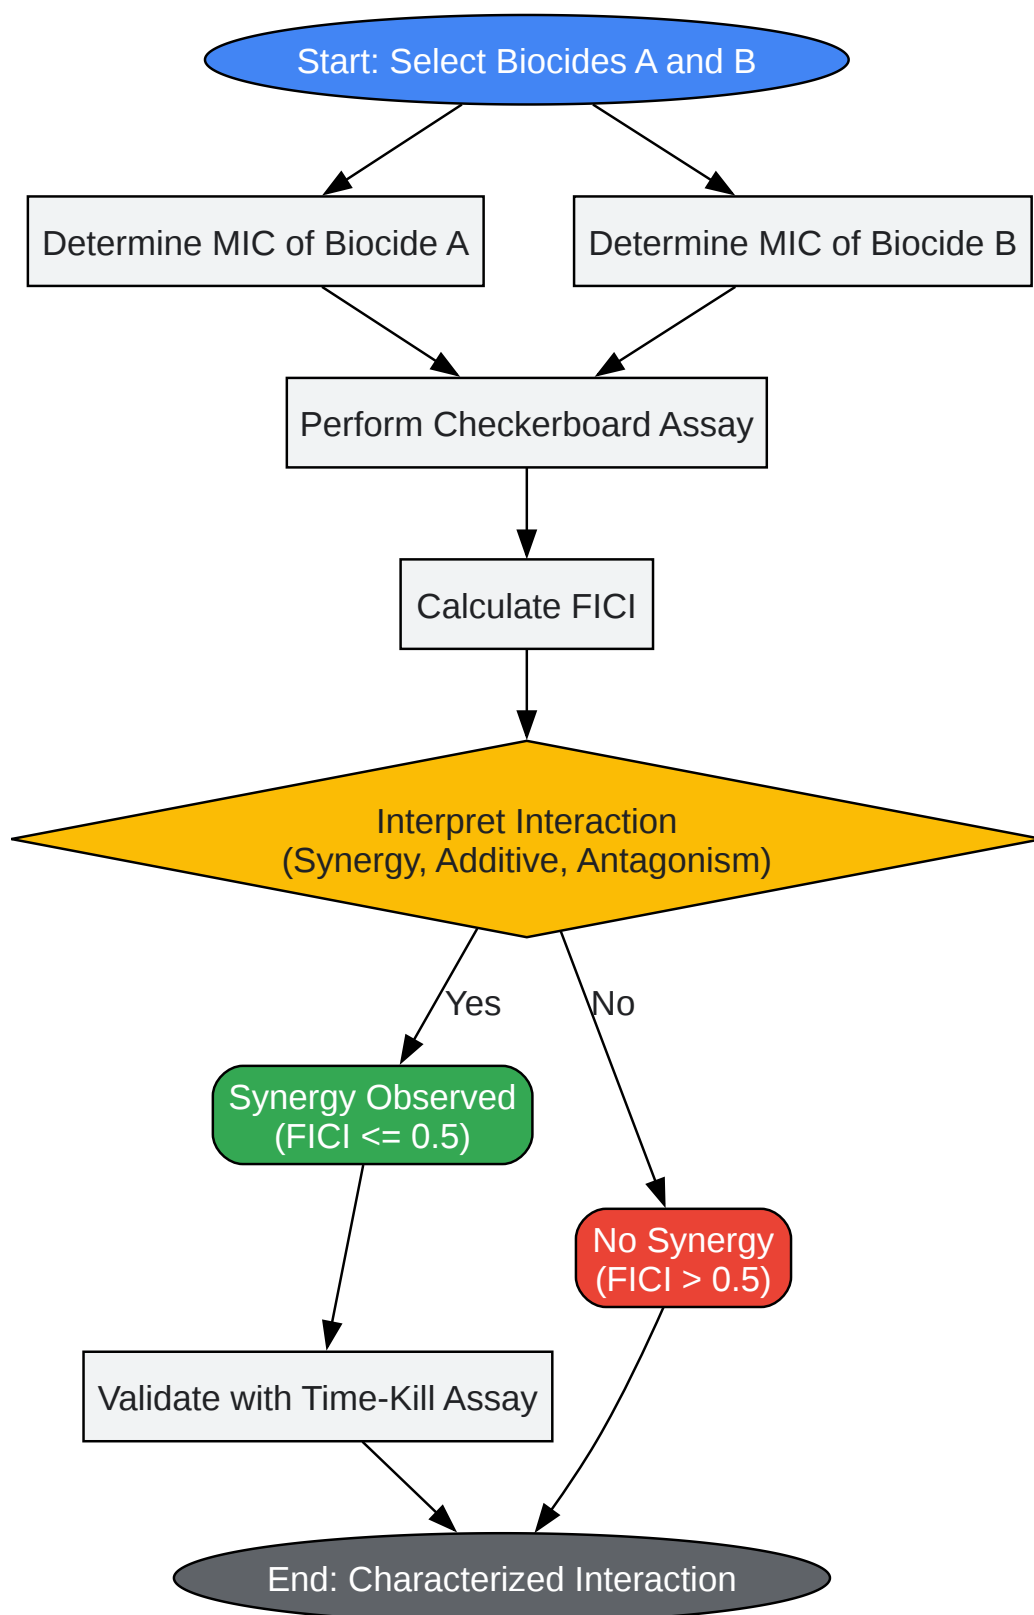 Start: Select Biocides A and B
Determine MIC of Biocide A
Determine MIC of Biocide B
Perform Checkerboard Assay
Calculate FICI
Interpret Interaction
(Synergy, Additive, Antagonism)
Yes
No
Synergy Observed
(FICI <= 0.5)
No Synergy
(FICI > 0.5)
Validate with Time-Kill Assay
End: Characterized Interaction